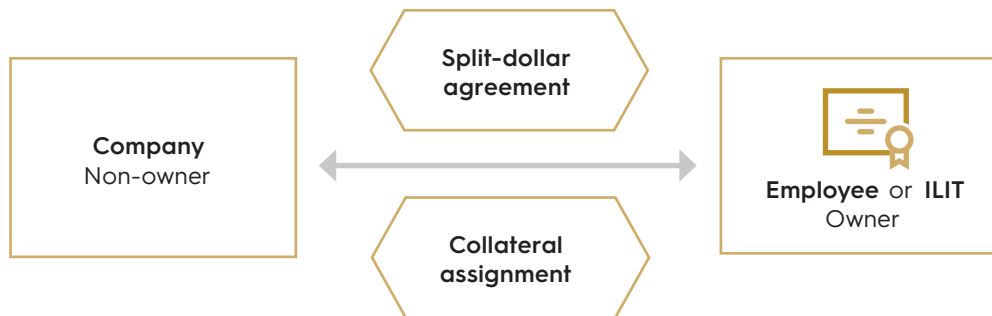 Company
Non-owner
Split-dollar
agreement
Collateral
assignment
Employee or ILIT
Owner